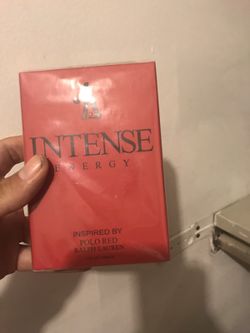 INTENSE
ENERGY
INSPIRED BY
POLO RED
RALPH LAUREN